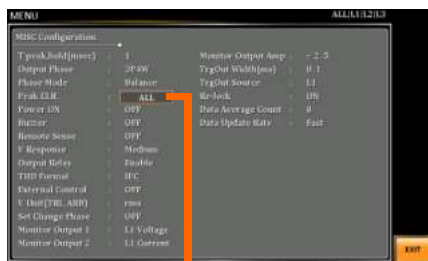 MENU ALL/L1/L2/L3
MISC Configuration
T ipeak,hold(msec) : 1 Monitor Output Amp : ± 2.5
Output Phase : 3P4W TrgOut Width(ms) : 0.1
Phase Mode : Balance TrgOut Source : L1
Ipeak CLR : ALL Re-lock : ON
Power ON : OFF Data Average Count : 8
Buzzer : OFF Data Update Rate : Fast
Remote Sense : OFF
V Response : Medium
Output Relay : Enable
THD Format : IEC
External Control : OFF
V Unit(TRI, ARB) : rms
Set Change Phase : OFF
Monitor Output 1 : L1 Voltage
Monitor Output 2 : L1 Current
EXIT